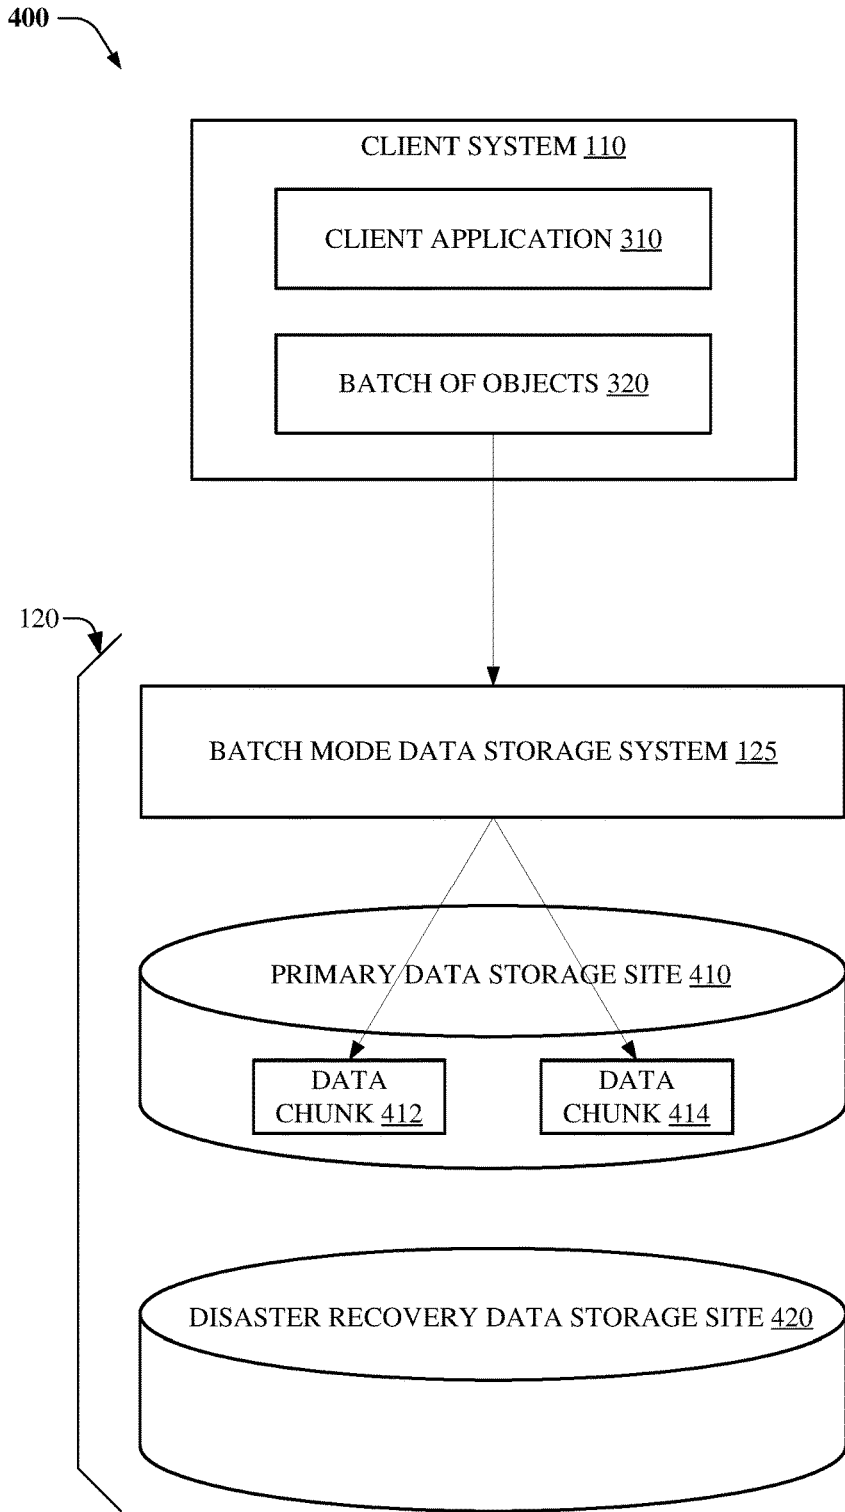 400
CLIENT SYSTEM 110
CLIENT APPLICATION 310
BATCH OF OBJECTS 320
120
BATCH MODE DATA STORAGE SYSTEM 125
PRIMARY DATA STORAGE SITE 410
DATA
CHUNK 412
DATA
CHUNK 414
DISASTER RECOVERY DATA STORAGE SITE 420